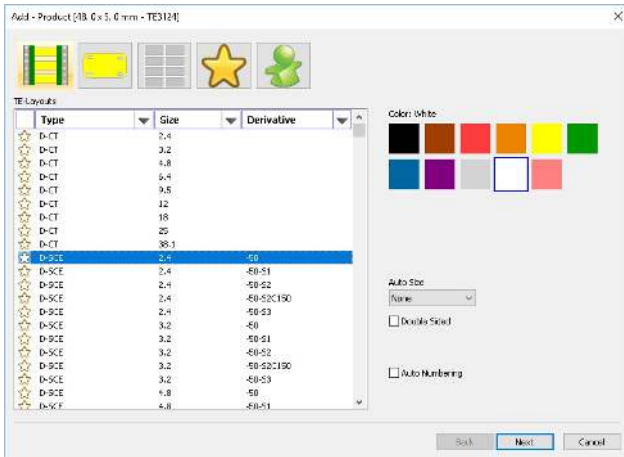 Add - Product [48.0 x 5.0 mm - TE3124]
TE-Layouts
Type Size Derivative
D-CT 2.4
D-CT 3.2
D-CT 4.8
D-CT 6.4
D-CT 9.5
D-CT 12
D-CT 18
D-CT 25
D-CT 38-1
D-SCE 2.4 -50
D-SCE 2.4 -50-S1
D-SCE 2.4 -50-S2
D-SCE 2.4 -50-S2C150
D-SCE 2.4 -50-S3
D-SCE 3.2 -50
D-SCE 3.2 -50-S1
D-SCE 3.2 -50-S2
D-SCE 3.2 -50-S2C150
D-SCE 3.2 -50-S3
D-SCE 4.8 -50
D-SCE 4.8 -50-S1
Color: White
Auto Size
None
Double Sided
Auto Numbering
Back Next Cancel